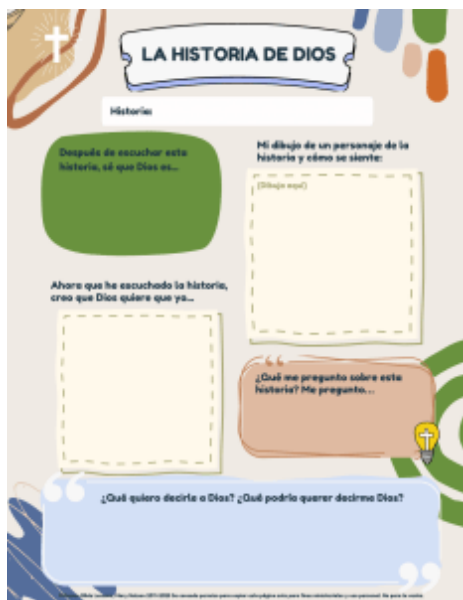 LA HISTORIA DE DIOS
Historia:
Después de escuchar esta
historia, sé que Dios es...
Mi dibujo de un personaje de la
historia y cómo se siente:
(Dibuja aquí)
Ahora que he escuchado la historia,
creo que Dios quiere que yo...
¿Qué me pregunto sobre esta
historia? Me pregunto...
¿Qué quiero decirle a Dios? ¿Qué podría querer decirme Dios?